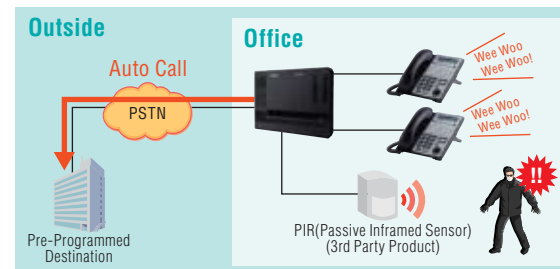 Outside
Office
Auto Call
PSTN
Wee Woo
Wee Woo!
Wee Woo
Wee Woo!
!!
PIR(Passive Inframed Sensor)
(3rd Party Product)
Pre-Programmed
Destination